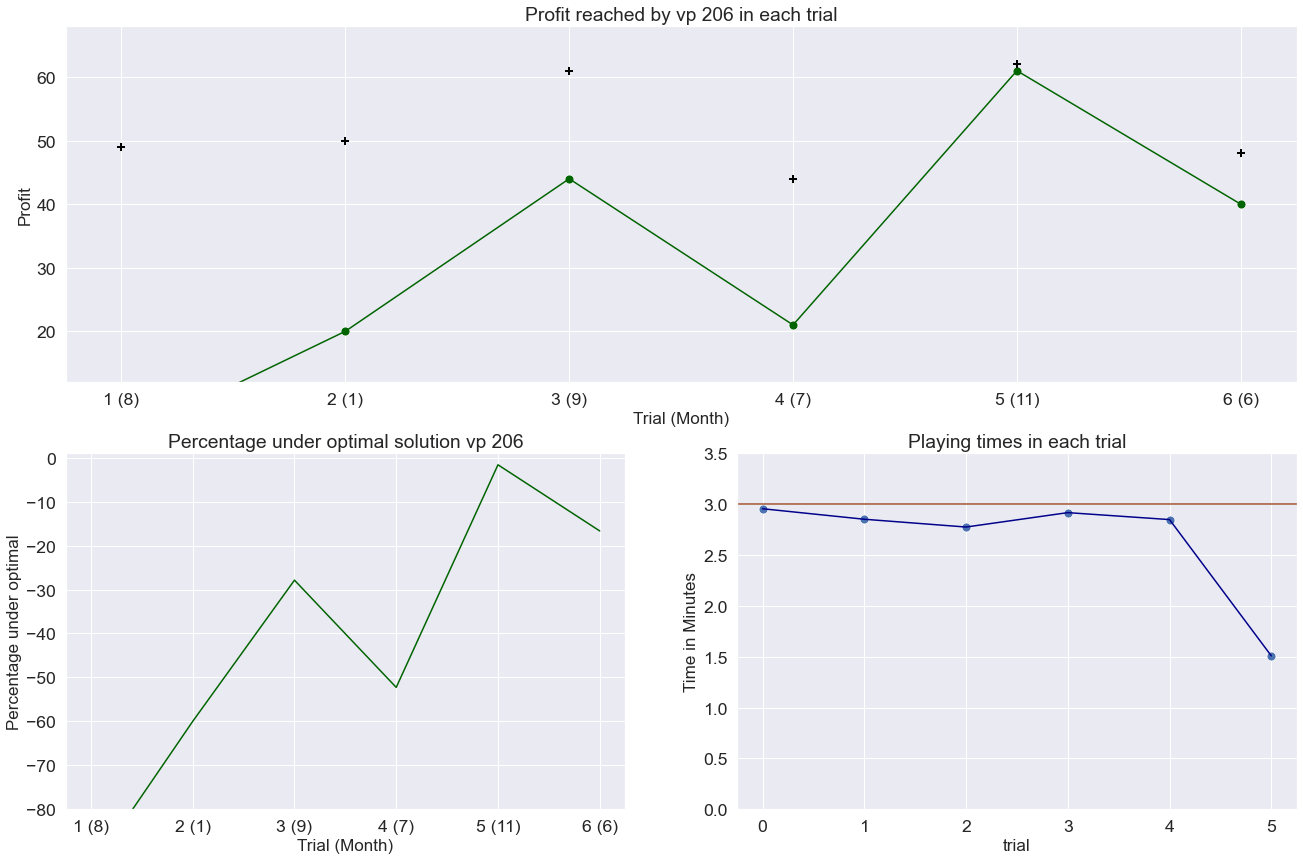 Profit reached by vp 206 in each trial
Profit
60
50
40
30
20
1 (8) 2 (1) 3 (9) 4 (7) 5 (11) 6 (6)
Trial (Month)
Percentage under optimal solution vp 206
Percentage under optimal
0
−10
−20
−30
−40
−50
−60
−70
−80
1 (8) 2 (1) 3 (9) 4 (7) 5 (11) 6 (6)
Trial (Month)
Playing times in each trial
Time in Minutes
3.5
3.0
2.5
2.0
1.5
1.0
0.5
0.0
0 1 2 3 4 5
trial